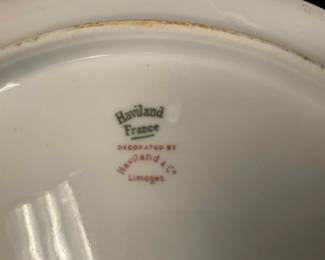 Haviland
France
DECORATED BY
Haviland & Co
Limoges